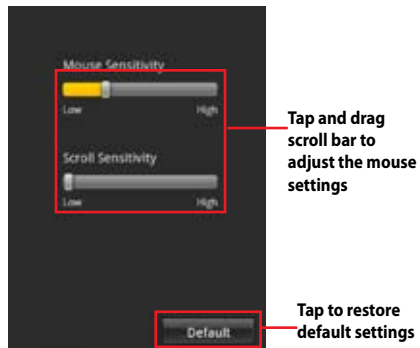 Mouse Sensitivity
Low High
Scroll Sensitivity
Low High
Default
Tap and drag
scroll bar to
adjust the mouse
settings
Tap to restore
default settings